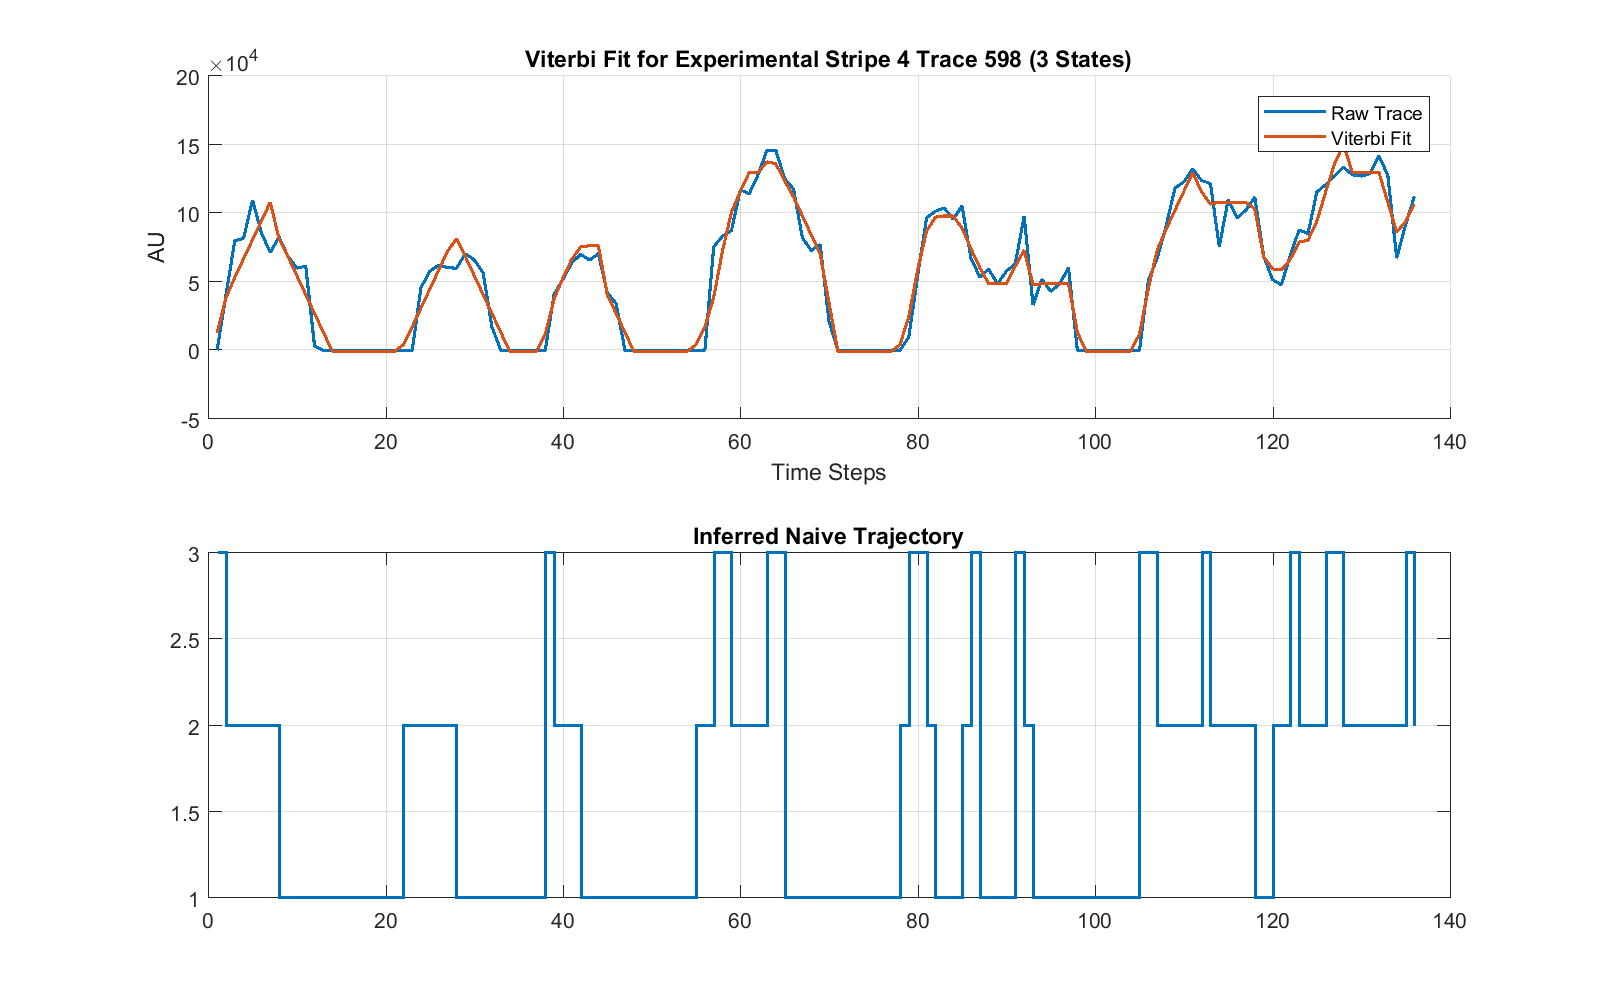 Viterbi Fit for Experimental Stripe 4 Trace 598 (3 States)
×10⁴
20
15
10
5
0
-5
AU
Raw Trace
Viterbi Fit
0 20 40 60 80 100 120 140
Time Steps
Inferred Naive Trajectory
3
2.5
2
1.5
1
0 20 40 60 80 100 120 140